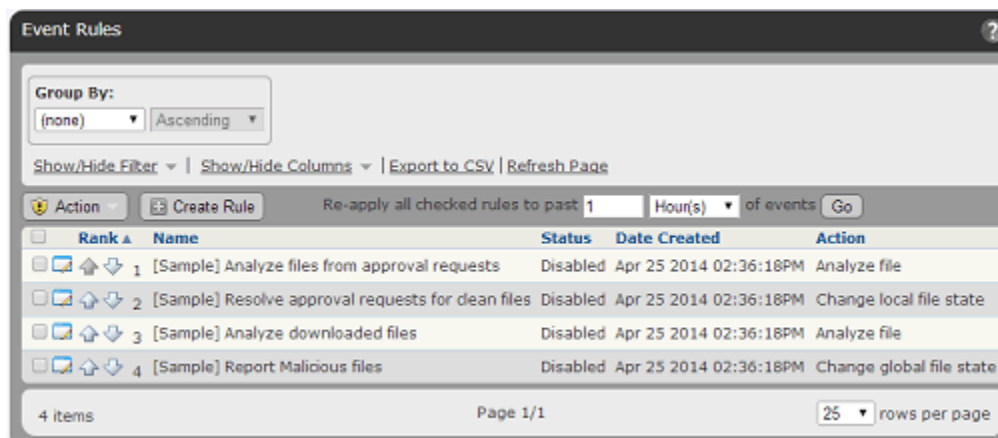 Event Rules
?
Group By:
(none) Ascending
Show/Hide Filter | Show/Hide Columns | Export to CSV | Refresh Page
Action Create Rule Re-apply all checked rules to past 1 Hour(s) of events Go
Rank Name Status Date Created Action
1 [Sample] Analyze files from approval requests Disabled Apr 25 2014 02:36:18PM Analyze file
2 [Sample] Resolve approval requests for clean files Disabled Apr 25 2014 02:36:18PM Change local file state
3 [Sample] Analyze downloaded files Disabled Apr 25 2014 02:36:18PM Analyze file
4 [Sample] Report Malicious files Disabled Apr 25 2014 02:36:18PM Change global file state
4 items Page 1/1 25 rows per page